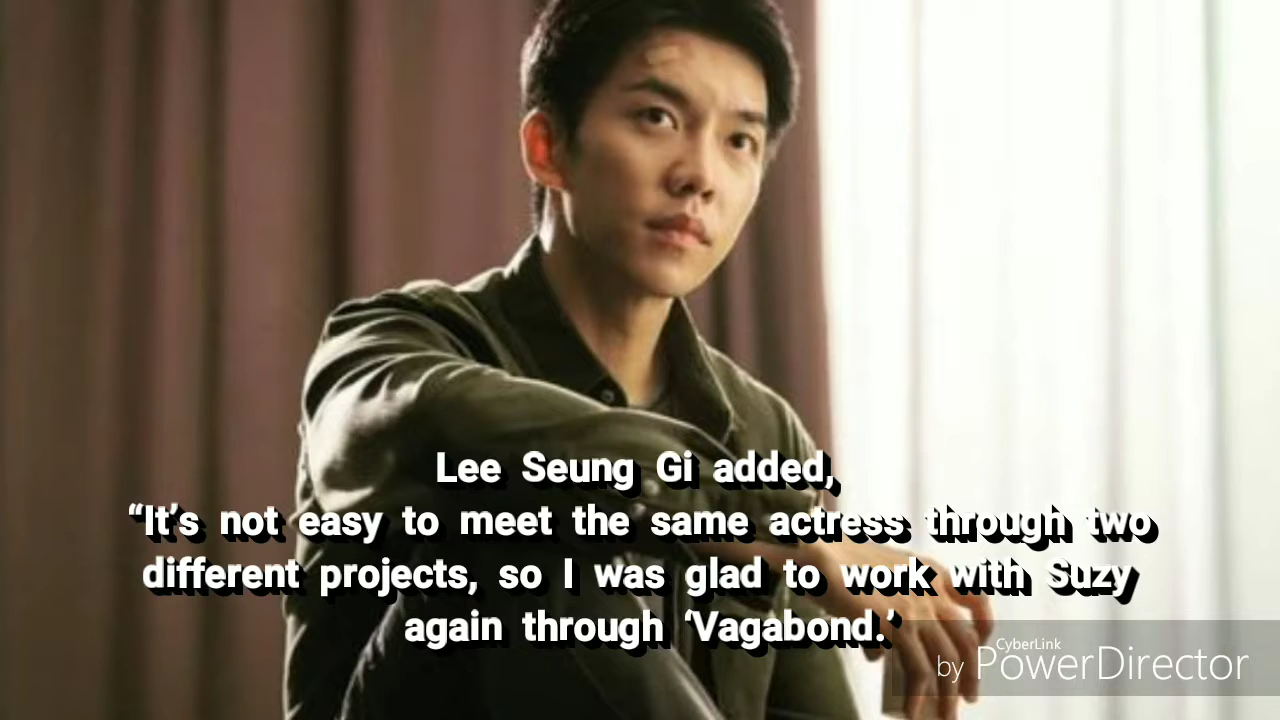 Lee Seung Gi added,
“It’s not easy to meet the same actress through two
different projects, so I was glad to work with Suzy
again through ‘Vagabond.’
CyberLink
by PowerDirector